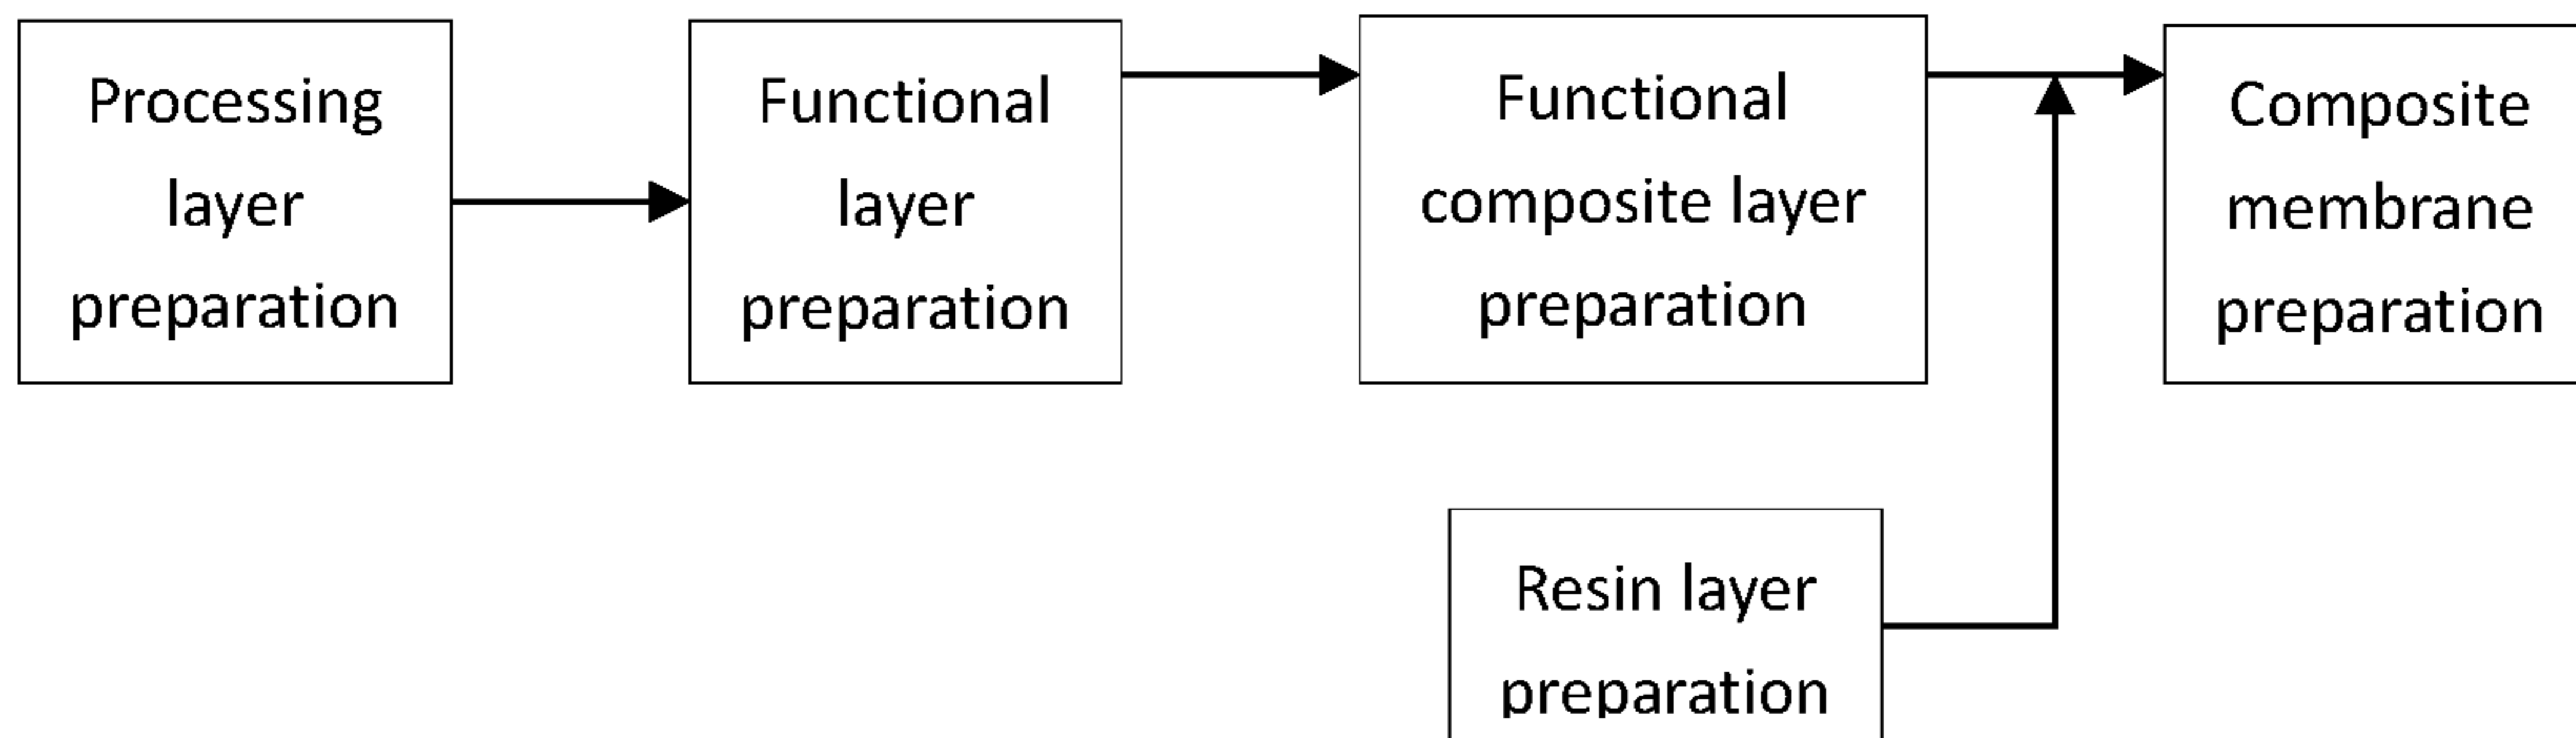 Processing
layer
preparation
Functional
layer
preparation
Functional
composite layer
preparation
Composite
membrane
preparation
Resin layer
preparation